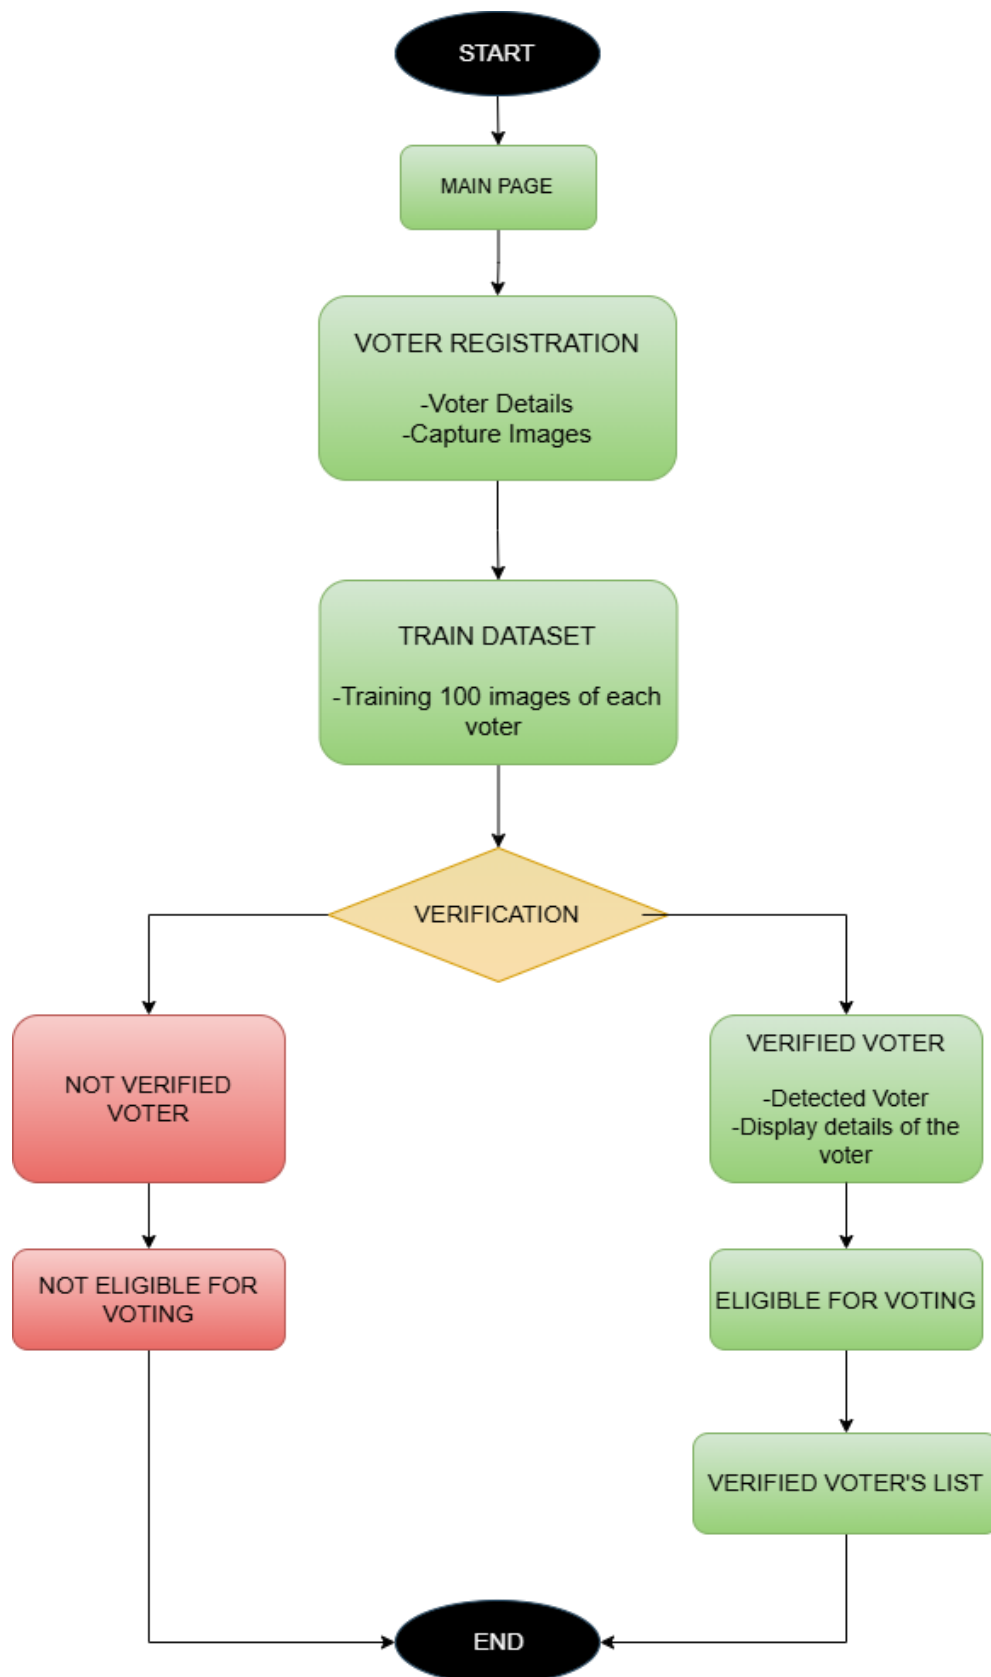 START
MAIN PAGE
VOTER REGISTRATION
-Voter Details
-Capture Images
TRAIN DATASET
-Training 100 images of each
voter
VERIFICATION
NOT VERIFIED
VOTER
VERIFIED VOTER
-Detected Voter
-Display details of the
voter
NOT ELIGIBLE FOR
VOTING
ELIGIBLE FOR VOTING
VERIFIED VOTER'S LIST
END